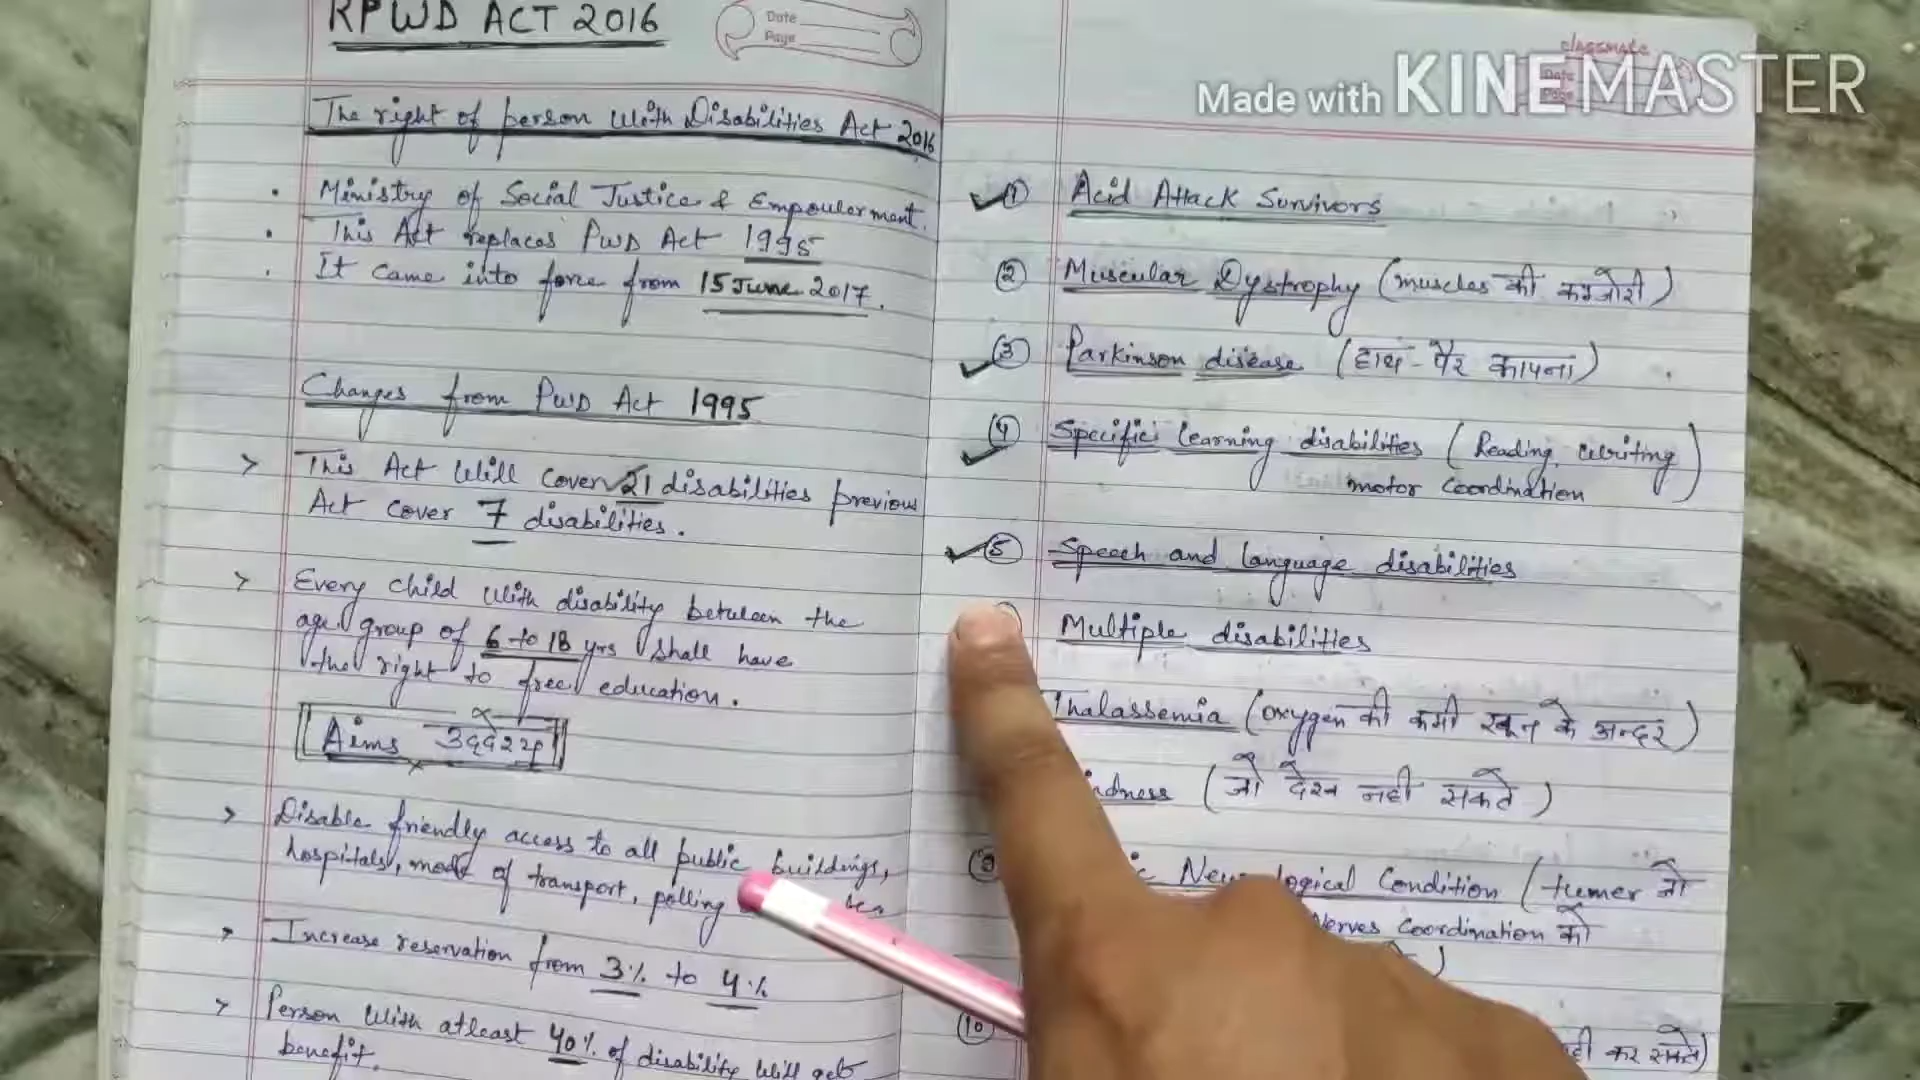 RPWD ACT 2016
Date
Page
The right of person with Disabilities Act 2016
Ministry of Social Justice & Empowerment.
This Act replaces PWD Act 1995
It came into force from 15 June 2017.
Changes from PWD Act 1995
This Act will cover 21 disabilities previous
Act cover 7 disabilities.
Every child with disability between the
age group of 6 to 18 yrs shall have
the right to free education.
Aims
Disable friendly access to all public buildings,
hospitals, mode of transport, polling
Increase reservation from 3% to 4%
Person with atleast 40% of disability will get
benefit.
classmate
Date
Made with KINEMASTER
① Acid Attack Survivors
② Muscular Dystrophy (muscles की कमजोरी)
③ Parkinson disease (हाथ-पैर कापना)
④ Specific learning disabilities (Reading, writing
motor coordination)
⑤ Speech and language disabilities
Multiple disabilities
Thalassemia (oxygen की कमी खून के अन्दर)
(जो देख नही सकते)
⑨ Condition (tumer जो
Nerves Coordination को
⑩ कर सकते)